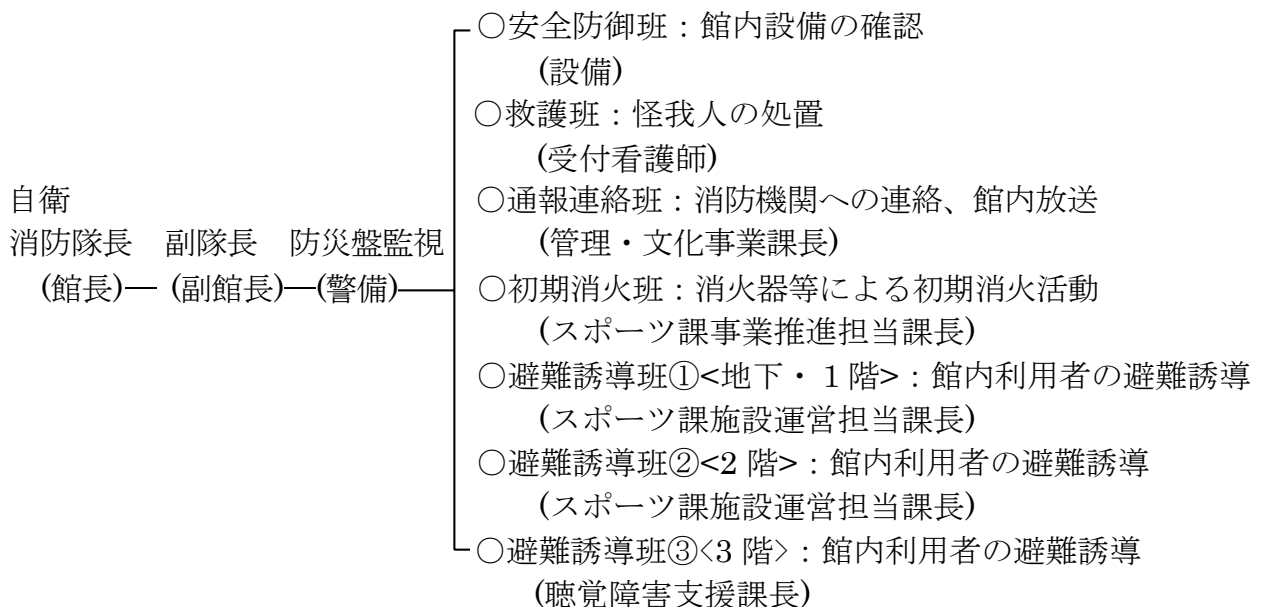 ○安全防御班：館内設備の確認
(設備)
○救護班：怪我人の処置
(受付看護師)
自衛
○通報連絡班：消防機関への連絡、館内放送
消防隊長　副隊長　防災盤監視
(管理・文化事業課長)
(館長)― (副館長)―(警備)
○初期消火班：消火器等による初期消火活動
(スポーツ課事業推進担当課長)
○避難誘導班①<地下・１階>：館内利用者の避難誘導
(スポーツ課施設運営担当課長)
○避難誘導班②<2 階>：館内利用者の避難誘導
(スポーツ課施設運営担当課長)
○避難誘導班③〈3 階〉：館内利用者の避難誘導
(聴覚障害支援課長)